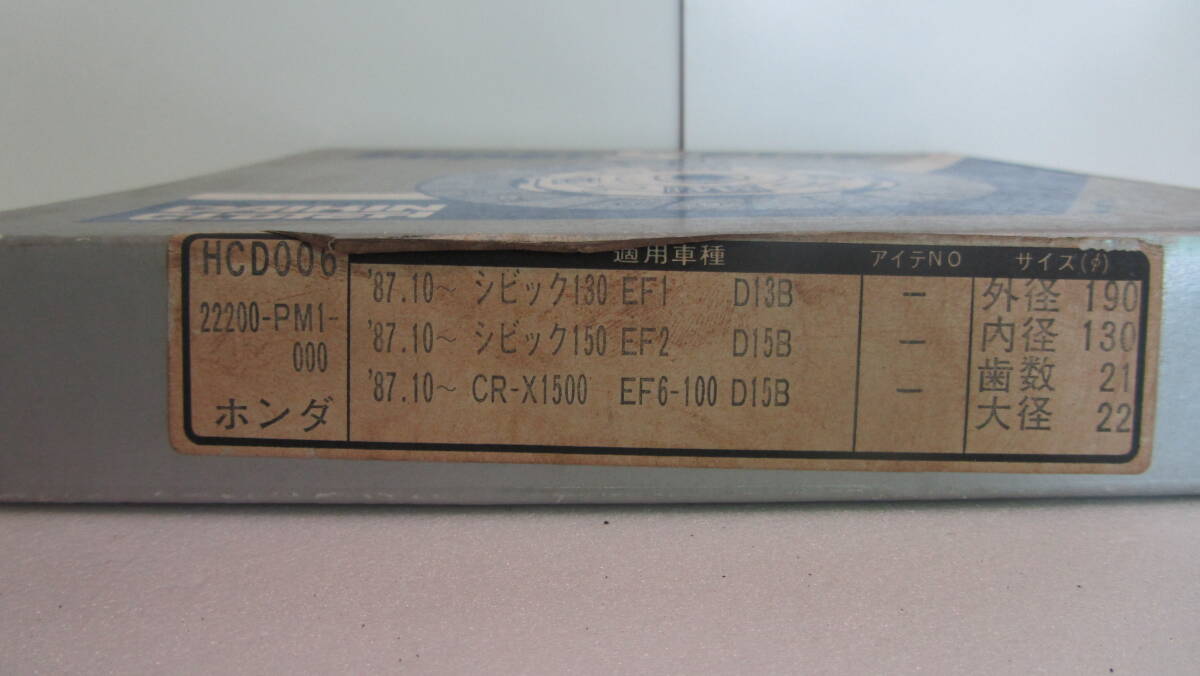 HCD006
22200-PM1-
000
ホンダ
適用車種
'87.10～ シビック130 EF1 D13B
'87.10～ シビック150 EF2 D15B
'87.10～ CR-X1500 EF6-100 D15B
アイテNO
－
－
－
サイズ(φ)
外径 190
内径 130
歯数 21
大径 22